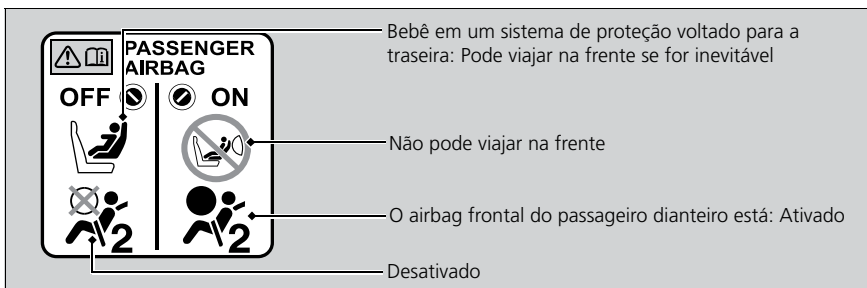 PASSENGER
AIRBAG
OFF ON
2 2
Bebê em um sistema de proteção voltado para a
traseira: Pode viajar na frente se for inevitável
Não pode viajar na frente
O airbag frontal do passageiro dianteiro está: Ativado
Desativado